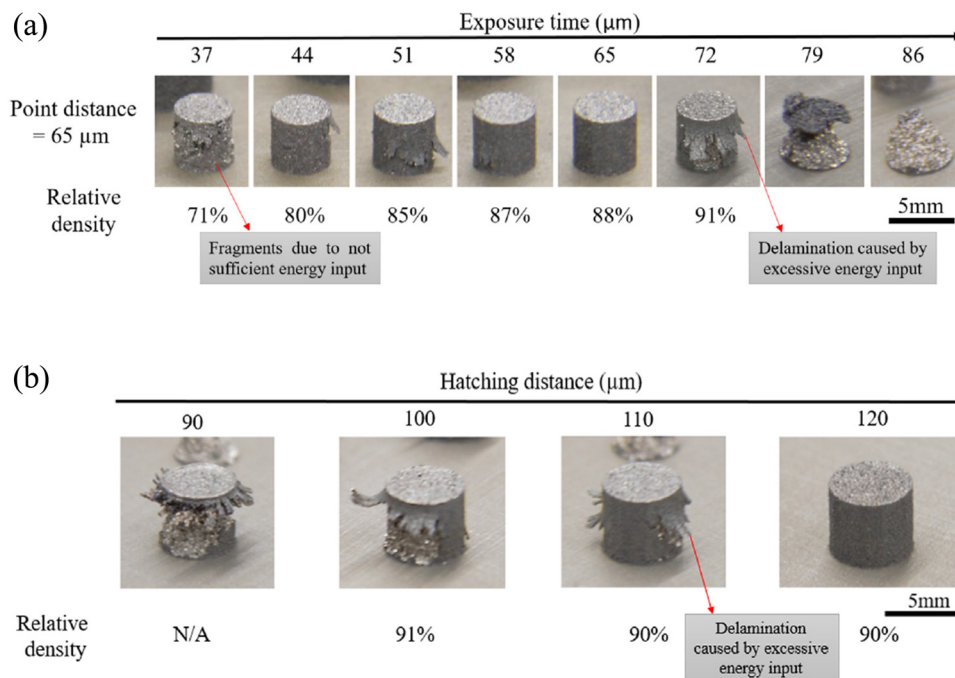 (a)
Exposure time (μm)
37 44 51 58 65 72 79 86
Point distance
= 65 μm
Relative
density
71% 80% 85% 87% 88% 91%
5mm
Fragments due to not
sufficient energy input
Delamination caused by
excessive energy input
(b)
Hatching distance (μm)
90 100 110 120
Relative
density
N/A 91% 90% 90%
5mm
Delamination
caused by excessive
energy input